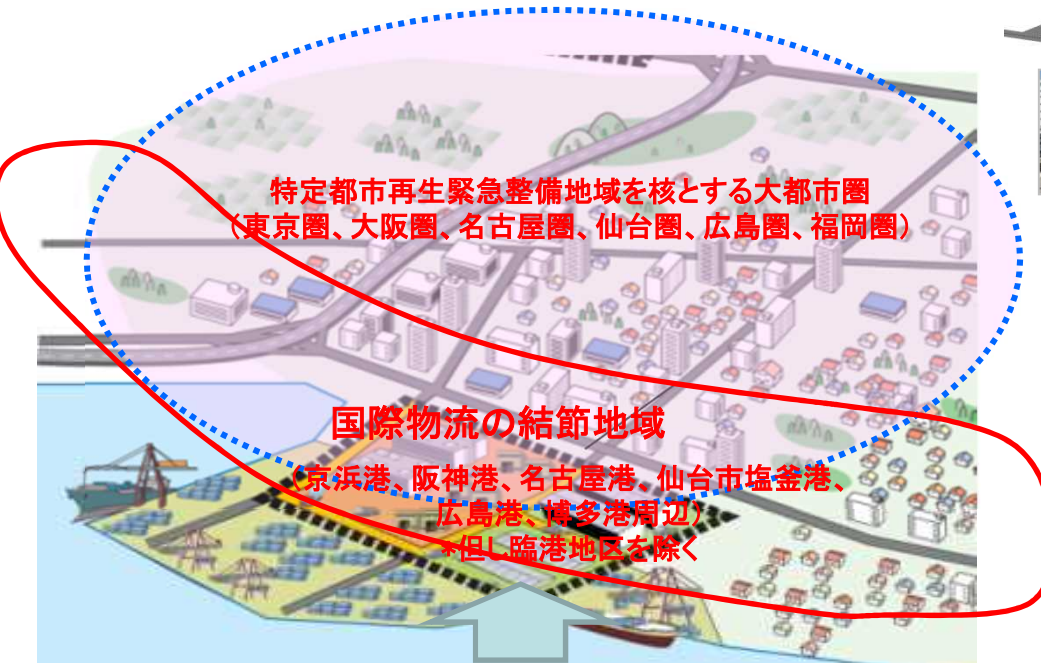 特定都市再生緊急整備地域を核とする大都市圏
（東京圏、大阪圏、名古屋圏、仙台圏、広島圏、福岡圏）
国際物流の結節地域
（京浜港、阪神港、名古屋港、仙台市塩釜港、
広島港、博多港周辺）
*但し臨港地区を除く